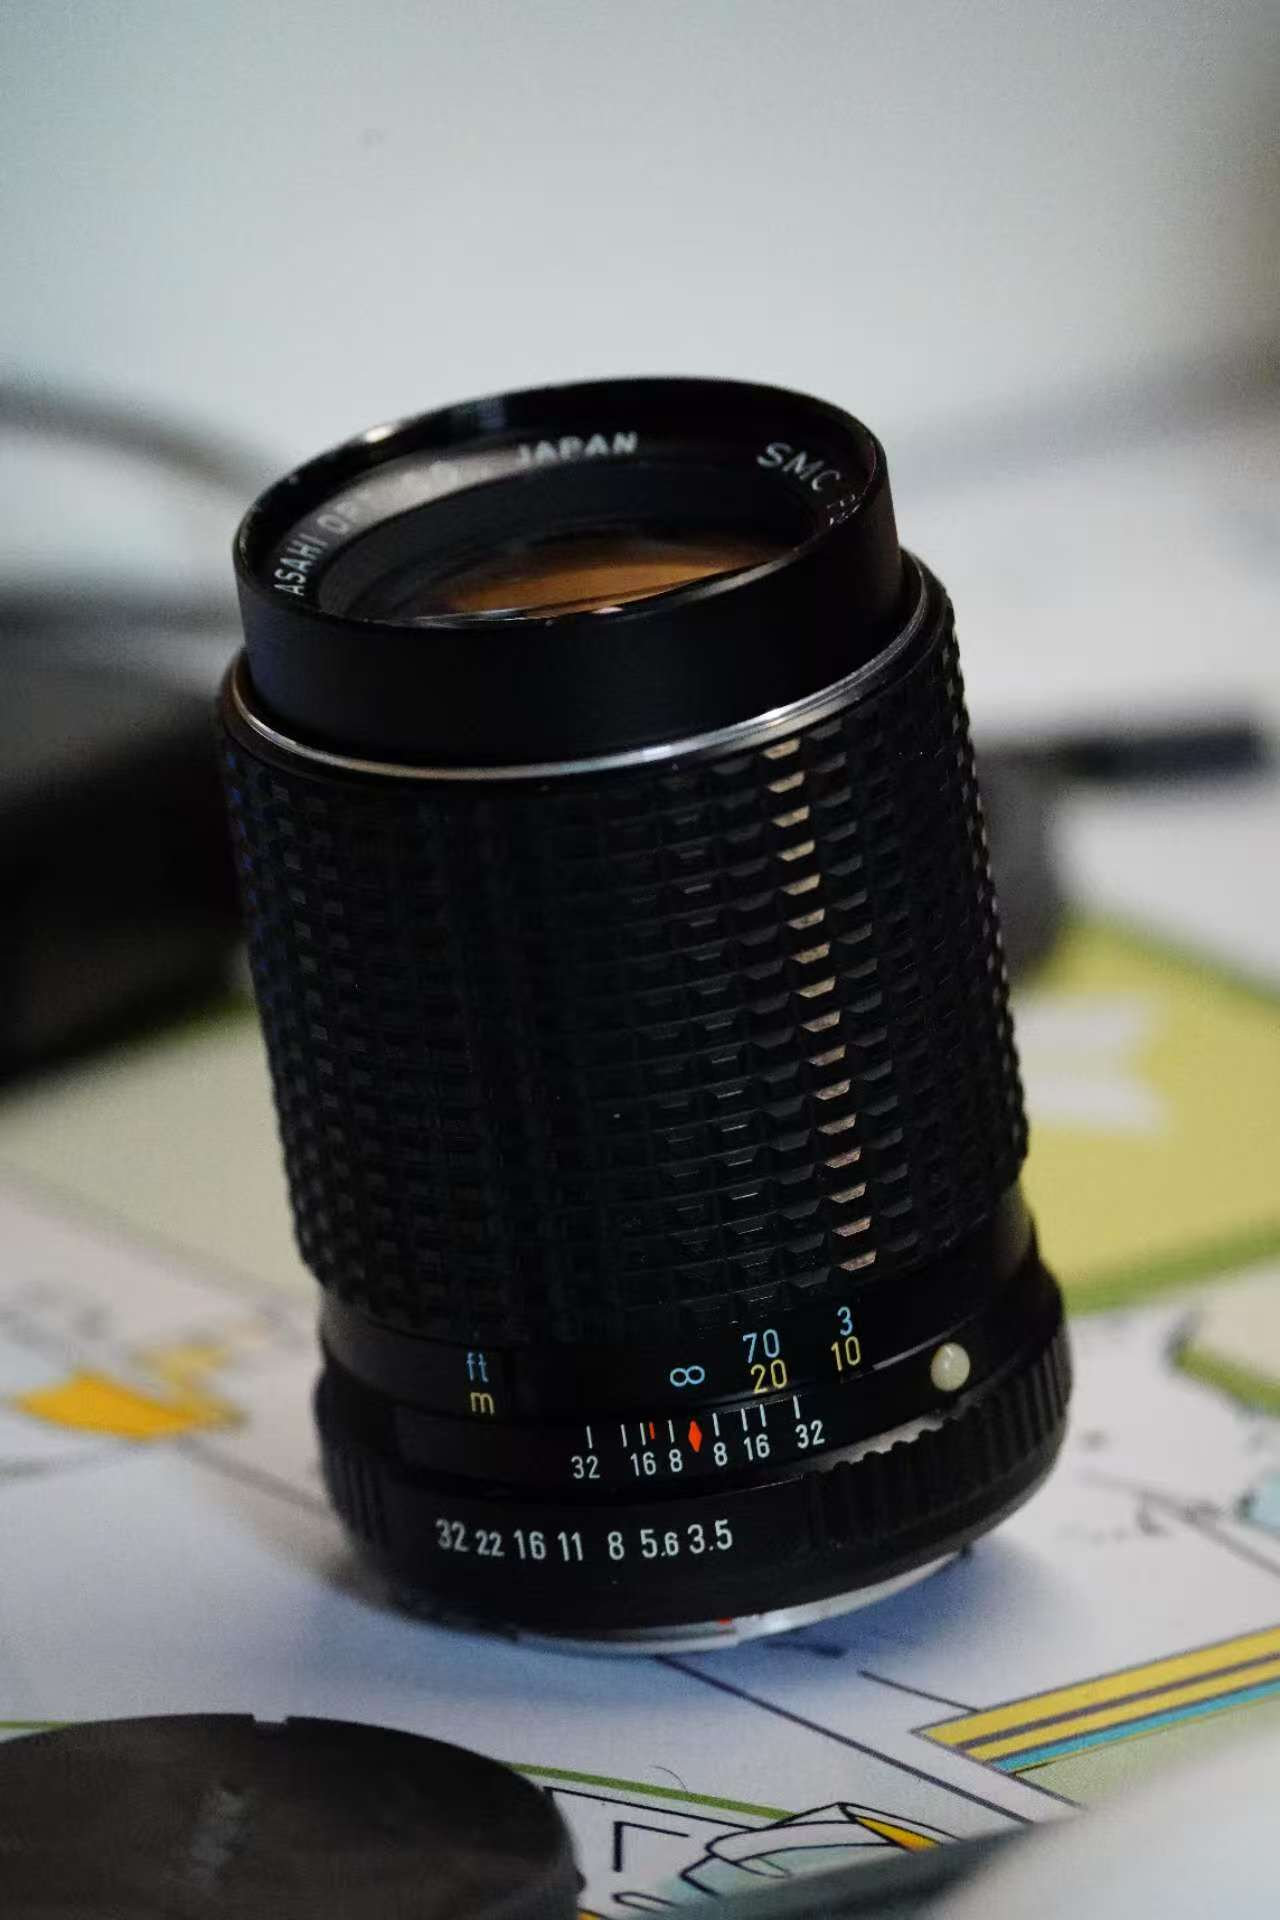 ASAHI JAPAN SMC
70 3
ft ∞ 20 10
m
32 16 8 8 16 32
32 22 16 11 8 5.6 3.5